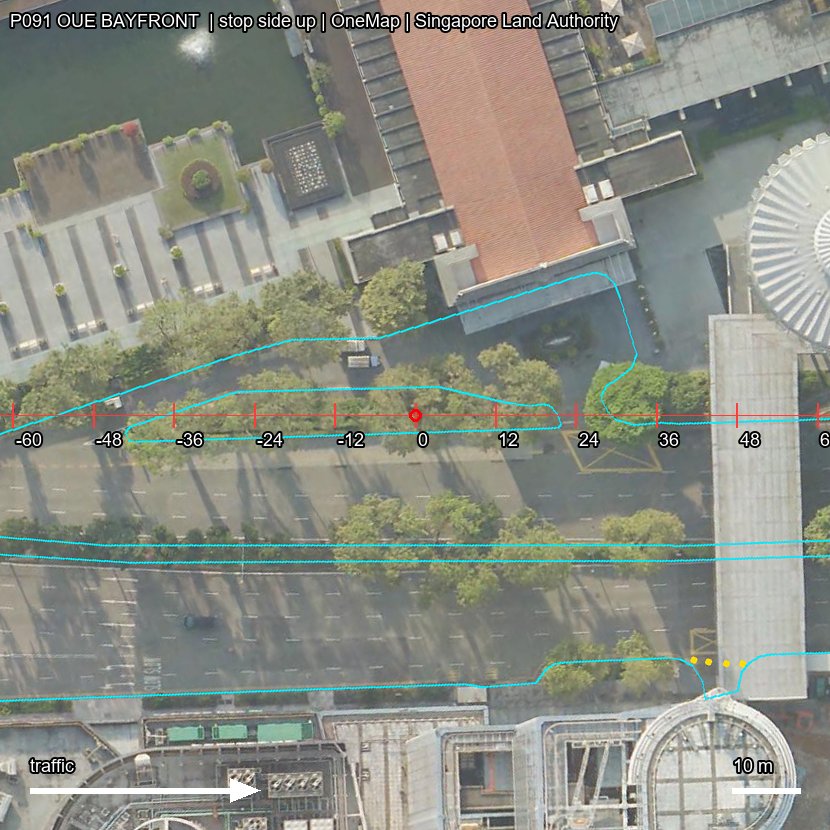 P091 OUE BAYFRONT | stop side up | OneMap | Singapore Land Authority
-60 -48 -36 -24 -12 0 12 24 36 48 6
traffic
10 m